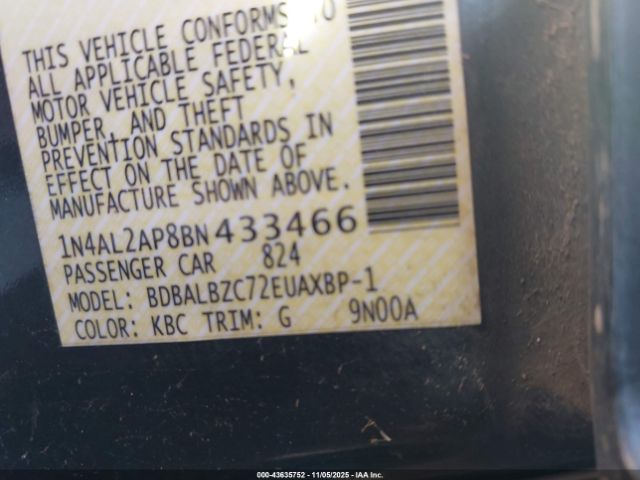 THIS VEHICLE CONFORMS TO
ALL APPLICABLE FEDERAL
MOTOR VEHICLE SAFETY,
BUMPER, AND THEFT
PREVENTION STANDARDS IN
EFFECT ON THE DATE OF
MANUFACTURE SHOWN ABOVE.
1N4AL2AP8BN433466
PASSENGER CAR 824
MODEL: BDBALBZC72EUAXBP-1
COLOR: KBC TRIM: G 9N00A
000-43635752 - 11/05/2025 - IAA Inc.